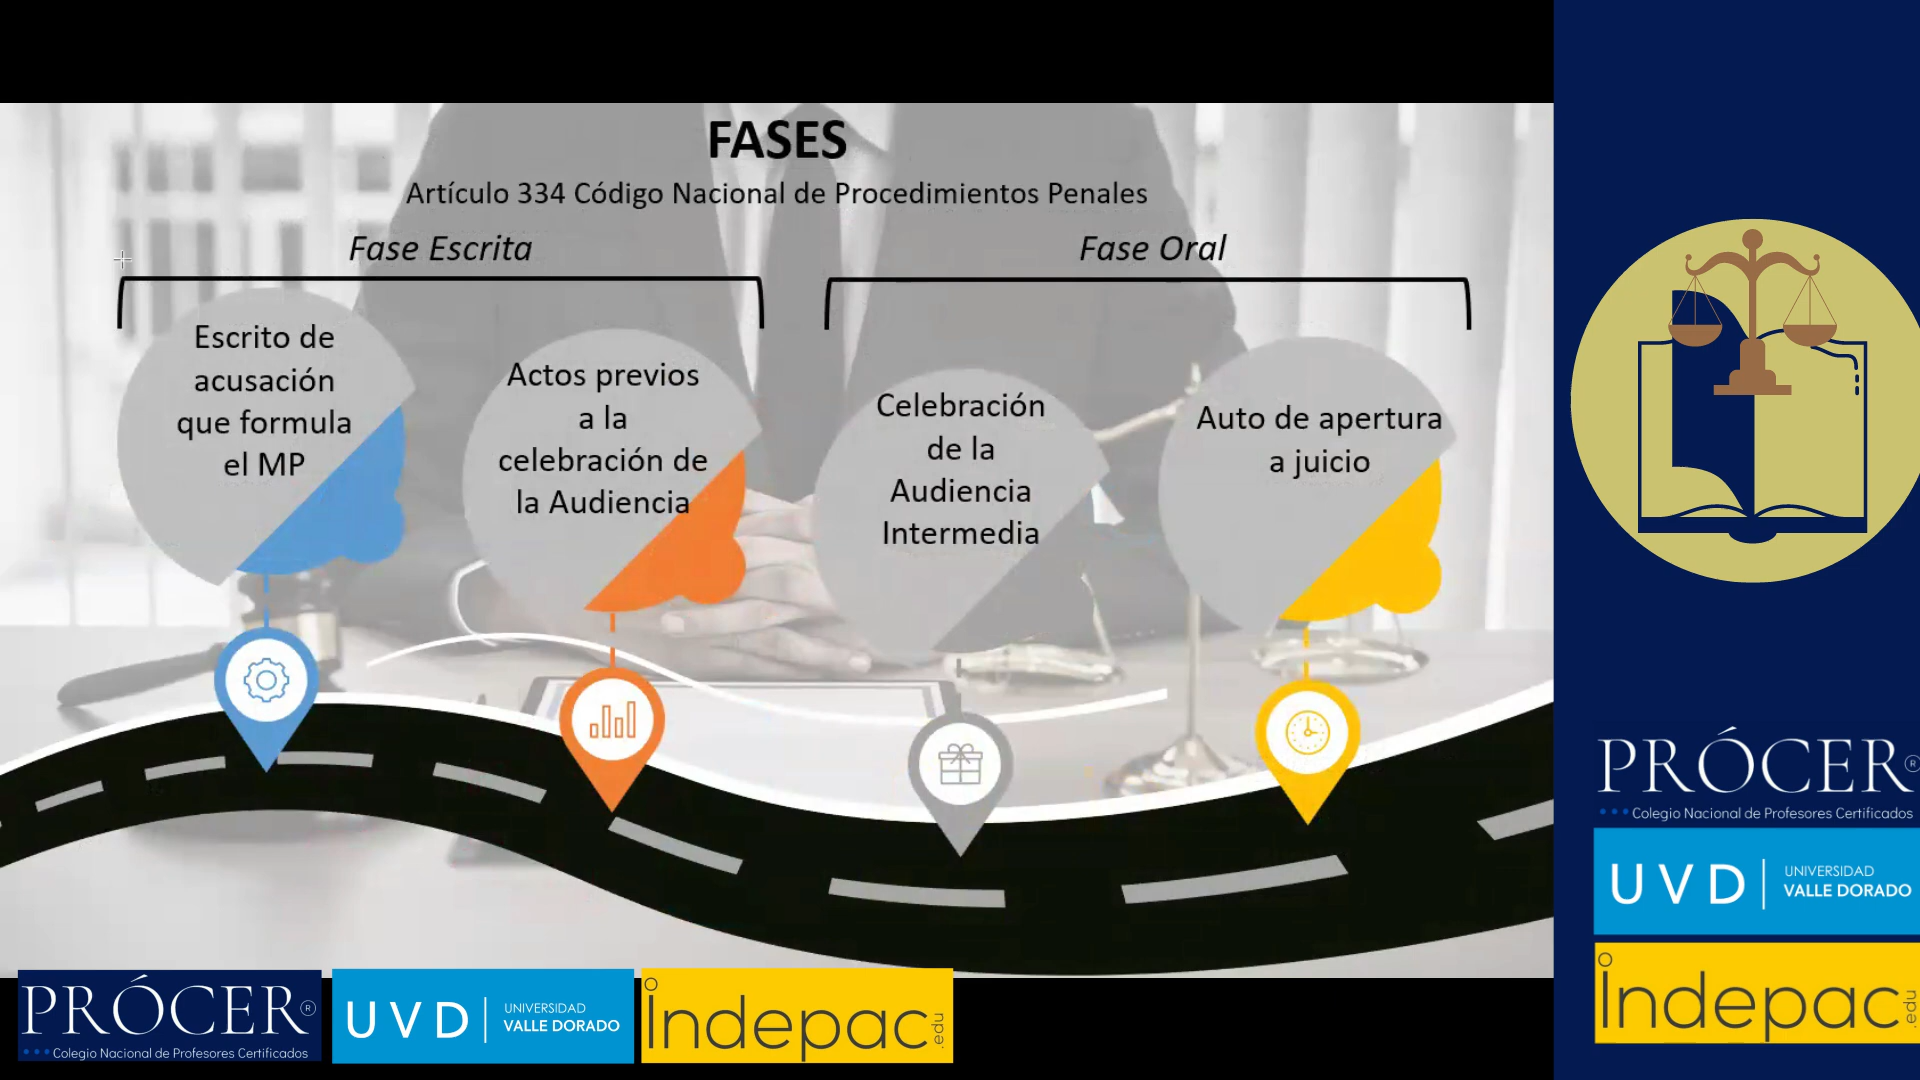 FASES
Artículo 334 Código Nacional de Procedimientos Penales
Fase Escrita
Fase Oral
Escrito de
acusación
que formula
el MP
Actos previos
a la
celebración de
la Audiencia
Celebración
de la
Audiencia
Intermedia
Auto de apertura
a juicio
PRÓCER®
Colegio Nacional de Profesores Certificados
UVD
UNIVERSIDAD
VALLE DORADO
indepac
.edu
PRÓCER®
Colegio Nacional de Profesores Certificados
UVD
UNIVERSIDAD
VALLE DORADO
indepac
.edu